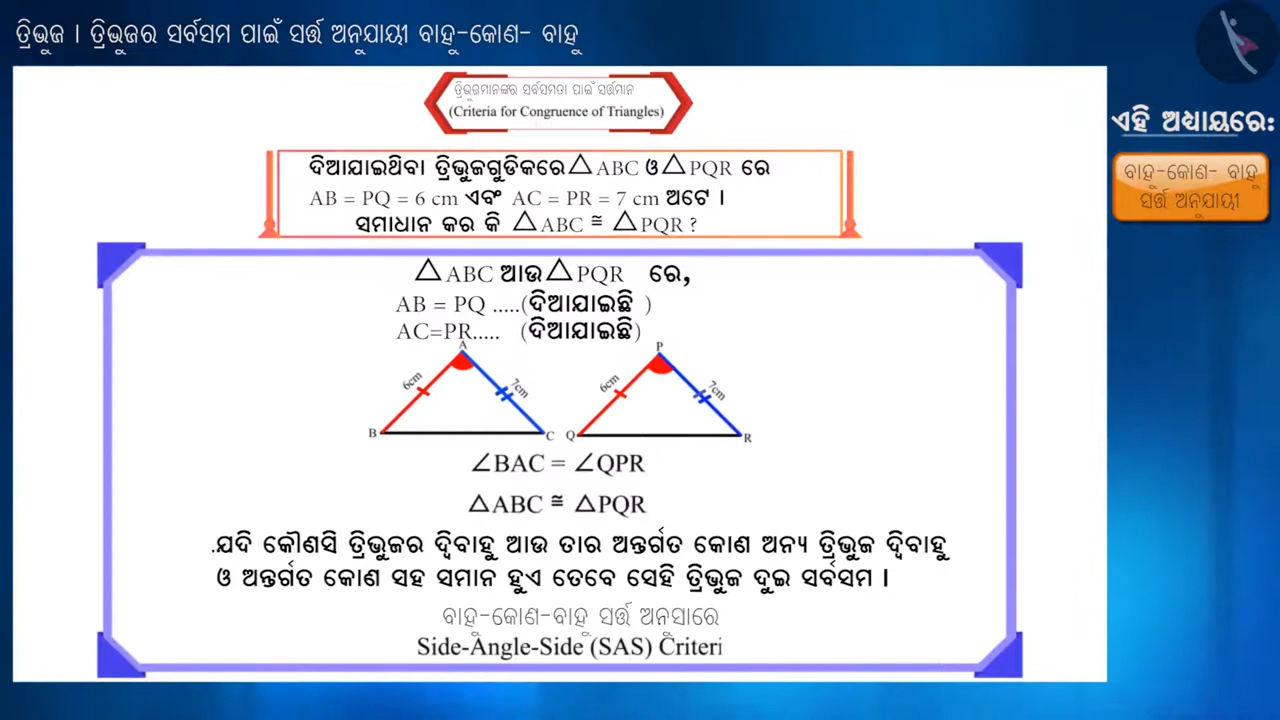 ତ୍ରିଭୁଜ । ତ୍ରିଭୁଜର ସର୍ବସମ ପାଇଁ ସର୍ତ୍ତ ଅନୁଯାୟୀ ବାହୁ-କୋଣ- ବାହୁ
ତ୍ରିଭୁଜମାନଙ୍କର ସର୍ବସମତା ପାଇଁ ସର୍ତ୍ତମାନ
(Criteria for Congruence of Triangles)
ଏହି ଅଧ୍ୟାୟରେ:
ବାହୁ-କୋଣ- ବାହୁ
ସର୍ତ୍ତ ଅନୁଯାୟୀ
ଦିଆଯାଇଥିବା ତ୍ରିଭୁଜଗୁଡିକରେ △ABC ଓ △PQR ରେ
AB = PQ = 6 cm ଏବଂ AC = PR = 7 cm ଅଟେ ।
ସମାଧାନ କର କି △ABC ≅ △PQR ?
△ABC ଆଉ △PQR ରେ,
AB = PQ .....(ଦିଆଯାଇଛି )
AC=PR..... (ଦିଆଯାଇଛି)
A
P
6cm
7cm
6cm
7cm
B
C
Q
R
∠BAC = ∠QPR
△ABC ≅ △PQR
.ଯଦି କୌଣସି ତ୍ରିଭୁଜର ଦ୍ୱିବାହୁ ଆଉ ତାର ଅନ୍ତର୍ଗତ କୋଣ ଅନ୍ୟ ତ୍ରିଭୁଜ ଦ୍ୱିବାହୁ
ଓ ଅନ୍ତର୍ଗତ କୋଣ ସହ ସମାନ ହୁଏ ତେବେ ସେହି ତ୍ରିଭୁଜ ଦୁଇ ସର୍ବସମ ।
ବାହୁ-କୋଣ-ବାହୁ ସର୍ତ୍ତ ଅନୁସାରେ
Side-Angle-Side (SAS) Criteri